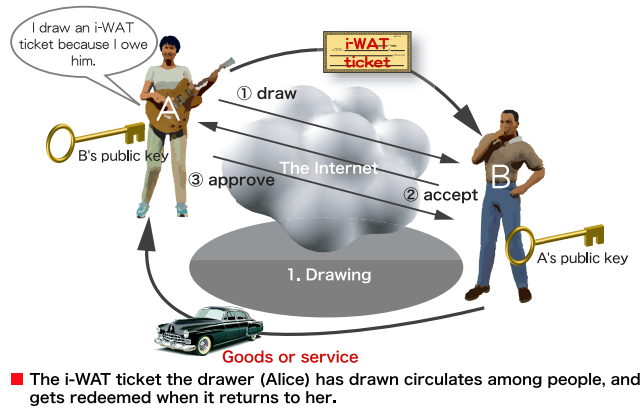 I draw an i-WAT
ticket because I owe
him.
i-WAT
ticket
① draw
A
B's public key
The Internet
B
③ approve
② accept
A's public key
1. Drawing
Goods or service
The i-WAT ticket the drawer (Alice) has drawn circulates among people, and
gets redeemed when it returns to her.